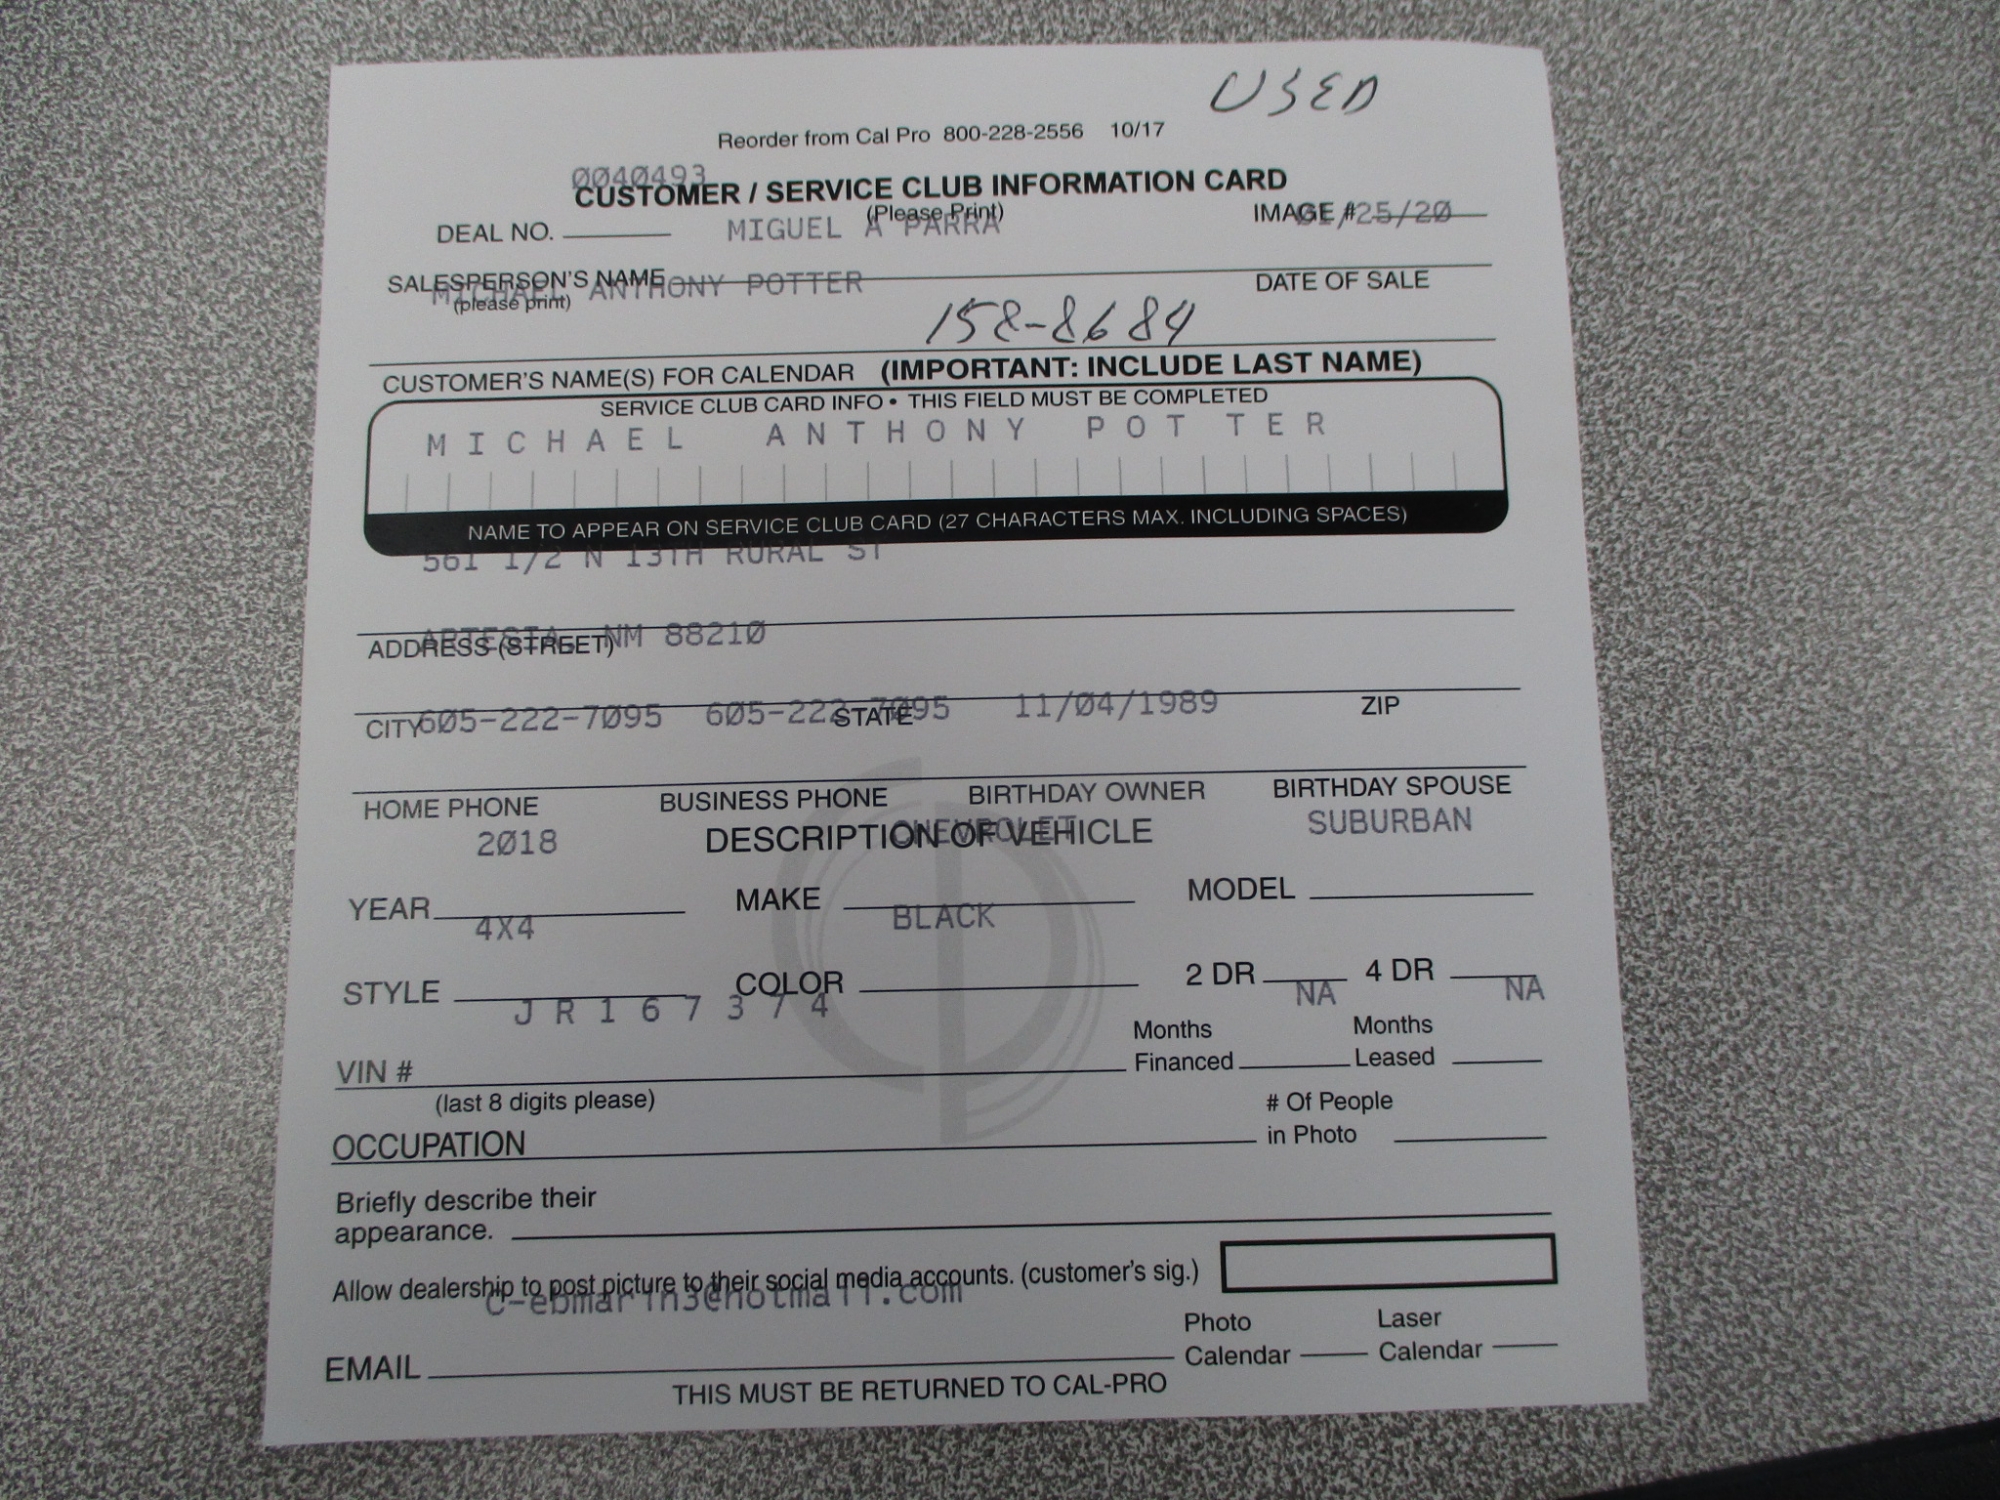 USED
Reorder from Cal Pro 800-228-2556 10/17
0040493
CUSTOMER / SERVICE CLUB INFORMATION CARD
(Please Print)
DEAL NO. MIGUEL A PARRA IMAGE # 01/25/20
SALESPERSON'S NAME DATE OF SALE
(please print)
MICHAEL ANTHONY POTTER
158-8684
CUSTOMER'S NAME(S) FOR CALENDAR (IMPORTANT: INCLUDE LAST NAME)
SERVICE CLUB CARD INFO • THIS FIELD MUST BE COMPLETED
MICHAEL ANTHONY POTTER
NAME TO APPEAR ON SERVICE CLUB CARD (27 CHARACTERS MAX. INCLUDING SPACES)
561 1/2 N 13TH RURAL ST
ARTESIA, NM 88210
ADDRESS (STREET)
CITY STATE ZIP
605-222-7095 605-222-7095 11/04/1989
HOME PHONE BUSINESS PHONE BIRTHDAY OWNER BIRTHDAY SPOUSE
DESCRIPTION OF VEHICLE
2018 CHEVROLET SUBURBAN
YEAR MAKE MODEL
4X4 BLACK
STYLE COLOR 2 DR 4 DR
JR167374 NA NA
VIN # Months Financed Months Leased
(last 8 digits please)
OCCUPATION # Of People in Photo
Briefly describe their
appearance.
Allow dealership to post picture to their social media accounts. (customer's sig.)
EMAIL Photo Calendar Laser Calendar
THIS MUST BE RETURNED TO CAL-PRO